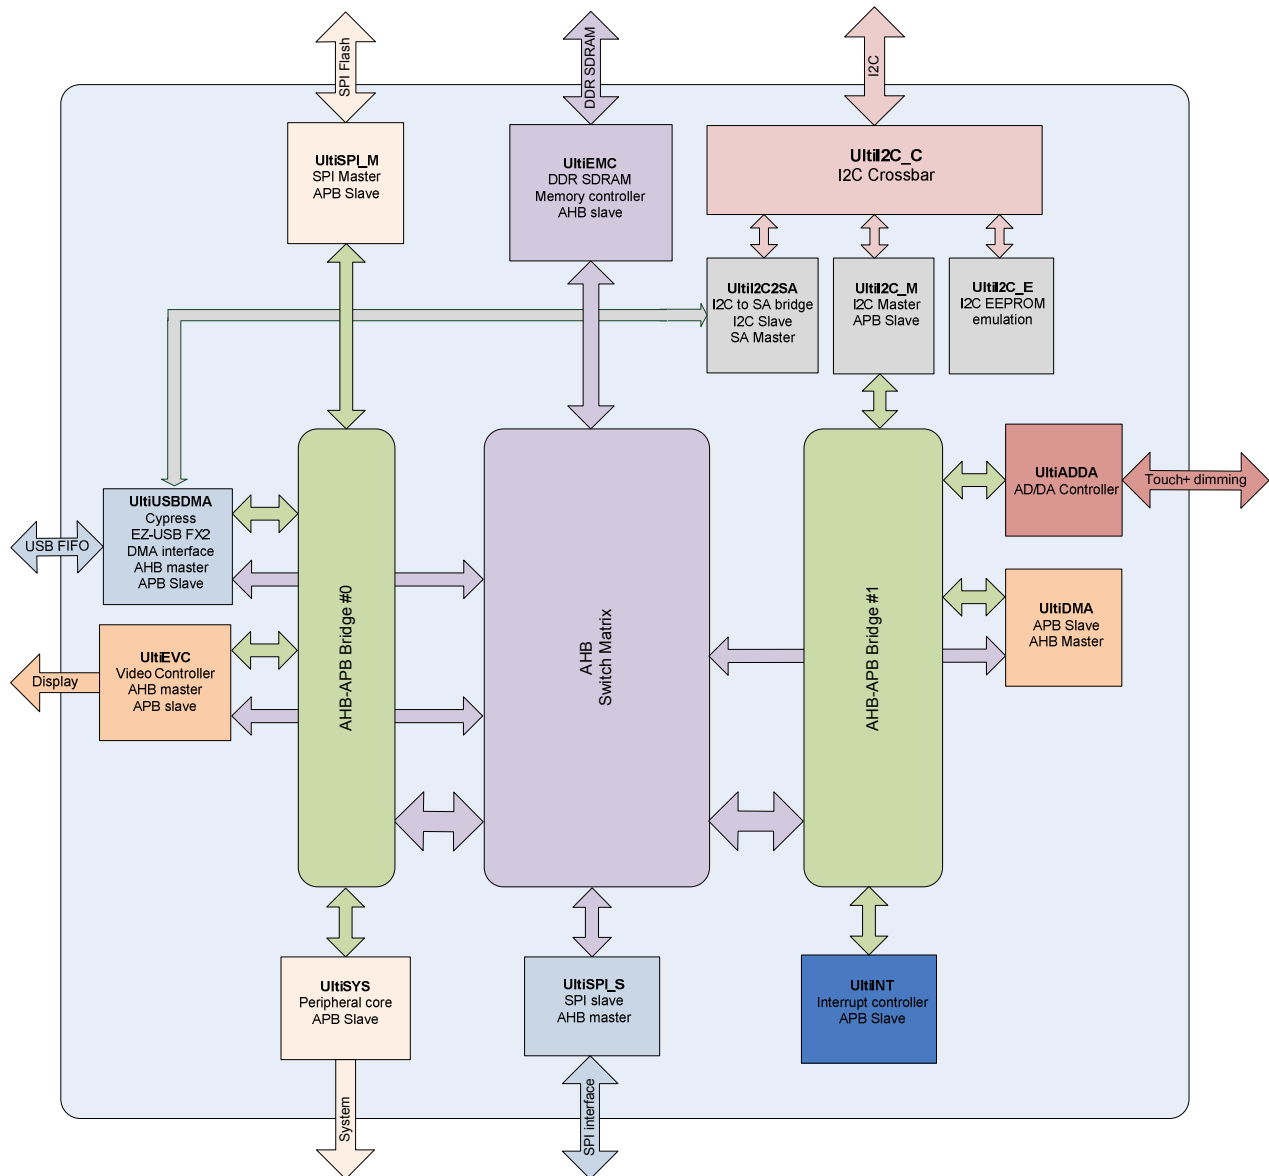 SPI Flash
DDR SDRAM
I2C
UltiSPI_M
SPI Master
APB Slave
UltiEMC
DDR SDRAM
Memory controller
AHB slave
UltiI2C_C
I2C Crossbar
UltiI2C2SA
I2C to SA bridge
I2C Slave
SA Master
UltiI2C_M
I2C Master
APB Slave
UltiI2C_E
I2C EEPROM
emulation
UltiADDA
AD/DA Controller
Touch+ dimming
UltiUSBDMA
Cypress
EZ-USB FX2
DMA interface
AHB master
APB Slave
USB FIFO
AHB-APB Bridge #0
AHB
Switch Matrix
AHB-APB Bridge #1
UltiDMA
APB Slave
AHB Master
UltiEVC
Video Controller
AHB master
APB slave
Display
UltiSYS
Peripheral core
APB Slave
UltiSPI_S
SPI slave
AHB master
UltiINT
Interrupt controller
APB Slave
System
SPI interface